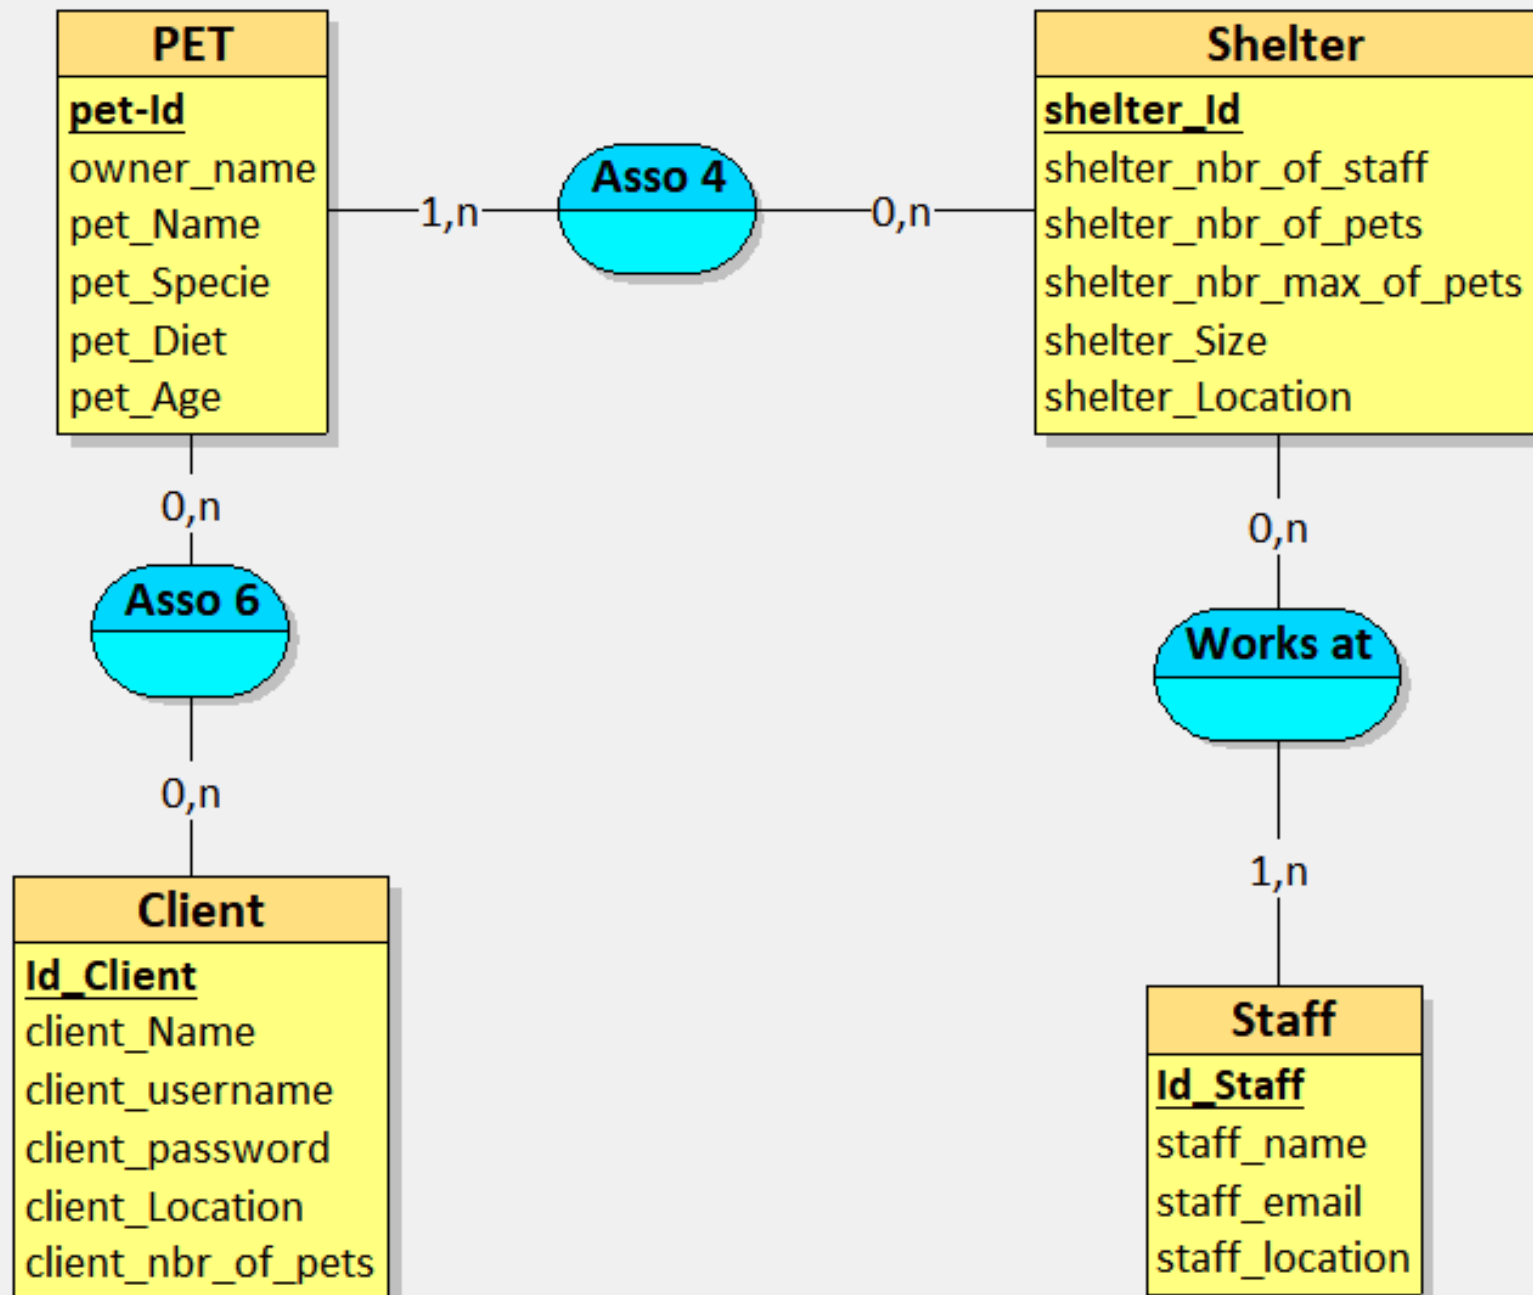 PET
pet-Id
owner_name
pet_Name
pet_Specie
pet_Diet
pet_Age
1,n
Asso 4
0,n
Shelter
shelter_Id
shelter_nbr_of_staff
shelter_nbr_of_pets
shelter_nbr_max_of_pets
shelter_Size
shelter_Location
0,n
Asso 6
0,n
0,n
Works at
1,n
Client
Id_Client
client_Name
client_username
client_password
client_Location
client_nbr_of_pets
Staff
Id_Staff
staff_name
staff_email
staff_location